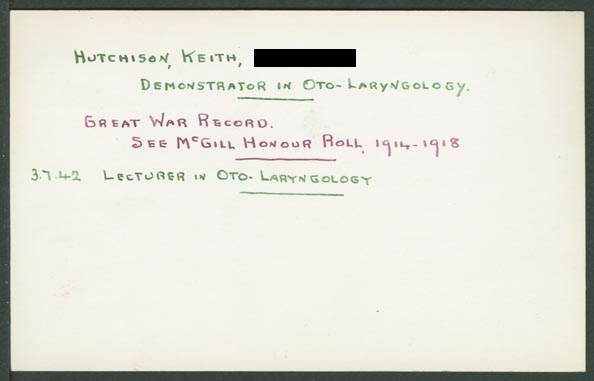 Hutchison, Keith,
Demonstrator in Oto-Laryngology.
Great War Record.
See McGill Honour Roll, 1914-1918
3.7.42 Lecturer in Oto-Laryngology